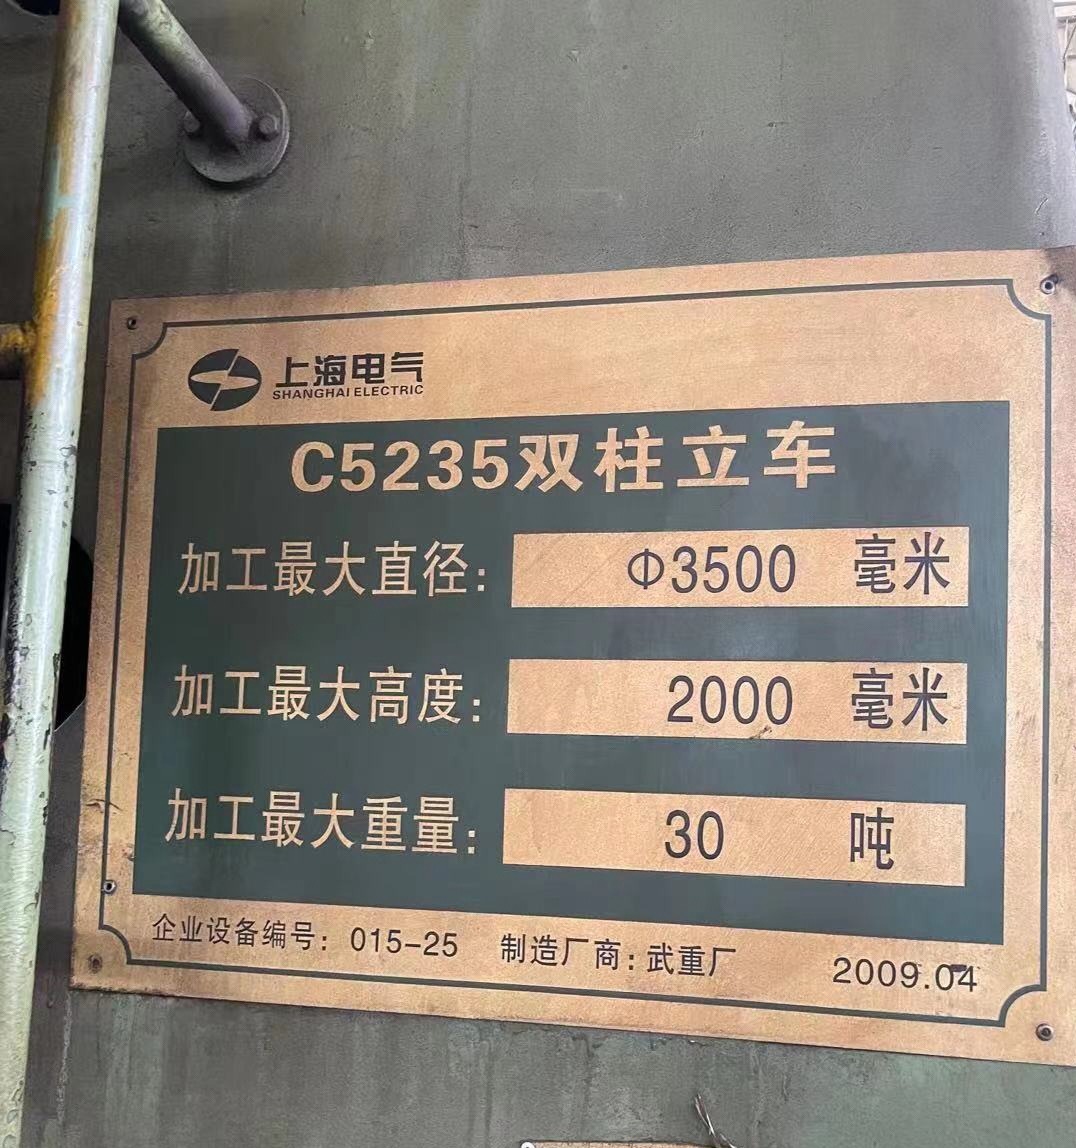 上海电气
SHANGHAI ELECTRIC
C5235双柱立车
加工最大直径: Φ3500 毫米
加工最大高度: 2000 毫米
加工最大重量: 30 吨
企业设备编号: 015-25 制造厂商: 武重厂 2009.04